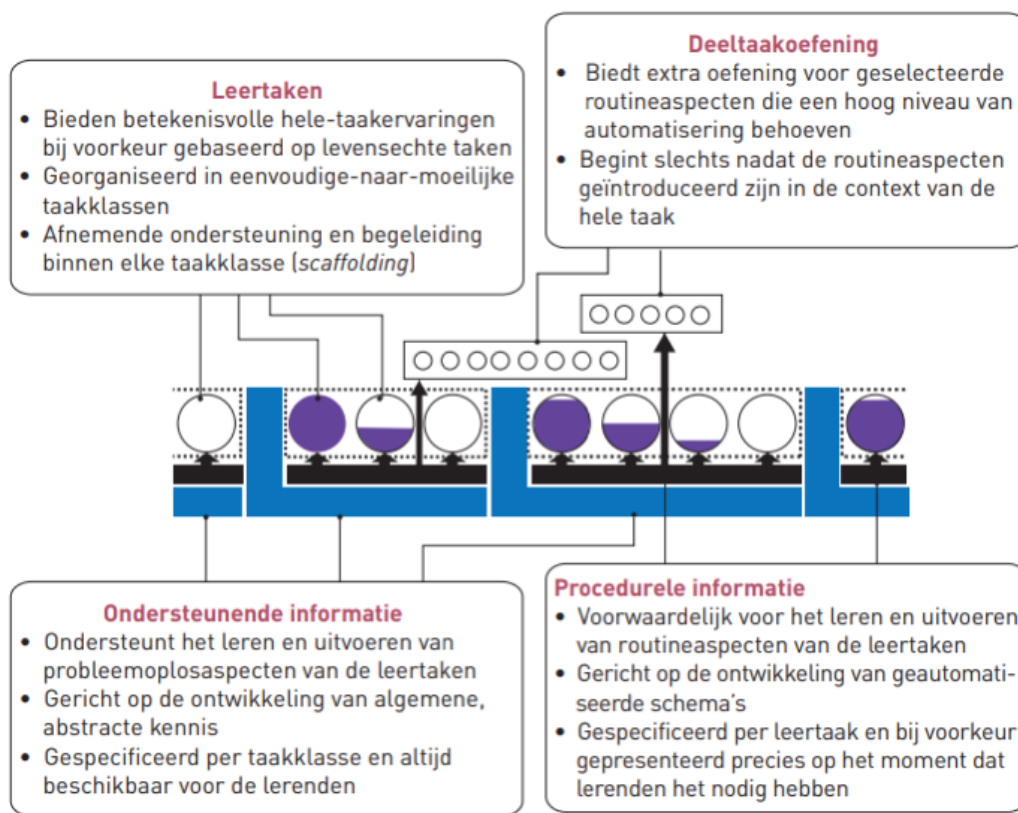 Leertaken
• Bieden betekenisvolle hele-taakervaringen
bij voorkeur gebaseerd op levensechte taken
• Georganiseerd in eenvoudige-naar-moeilijke
taakklassen
• Afnemende ondersteuning en begeleiding
binnen elke taakklasse (scaffolding)
Deeltaakoefening
• Biedt extra oefening voor geselecteerde
routineaspecten die een hoog niveau van
automatisering behoeven
• Begint slechts nadat de routineaspecten
geïntroduceerd zijn in de context van de
hele taak
Ondersteunende informatie
• Ondersteunt het leren en uitvoeren van
probleemoplosaspecten van de leertaken
• Gericht op de ontwikkeling van algemene,
abstracte kennis
• Gespecificeerd per taakklasse en altijd
beschikbaar voor de lerenden
Procedurele informatie
• Voorwaardelijk voor het leren en uitvoeren
van routineaspecten van de leertaken
• Gericht op de ontwikkeling van geautomati-
seerde schema's
• Gespecificeerd per leertaak en bij voorkeur
gepresenteerd precies op het moment dat
lerenden het nodig hebben